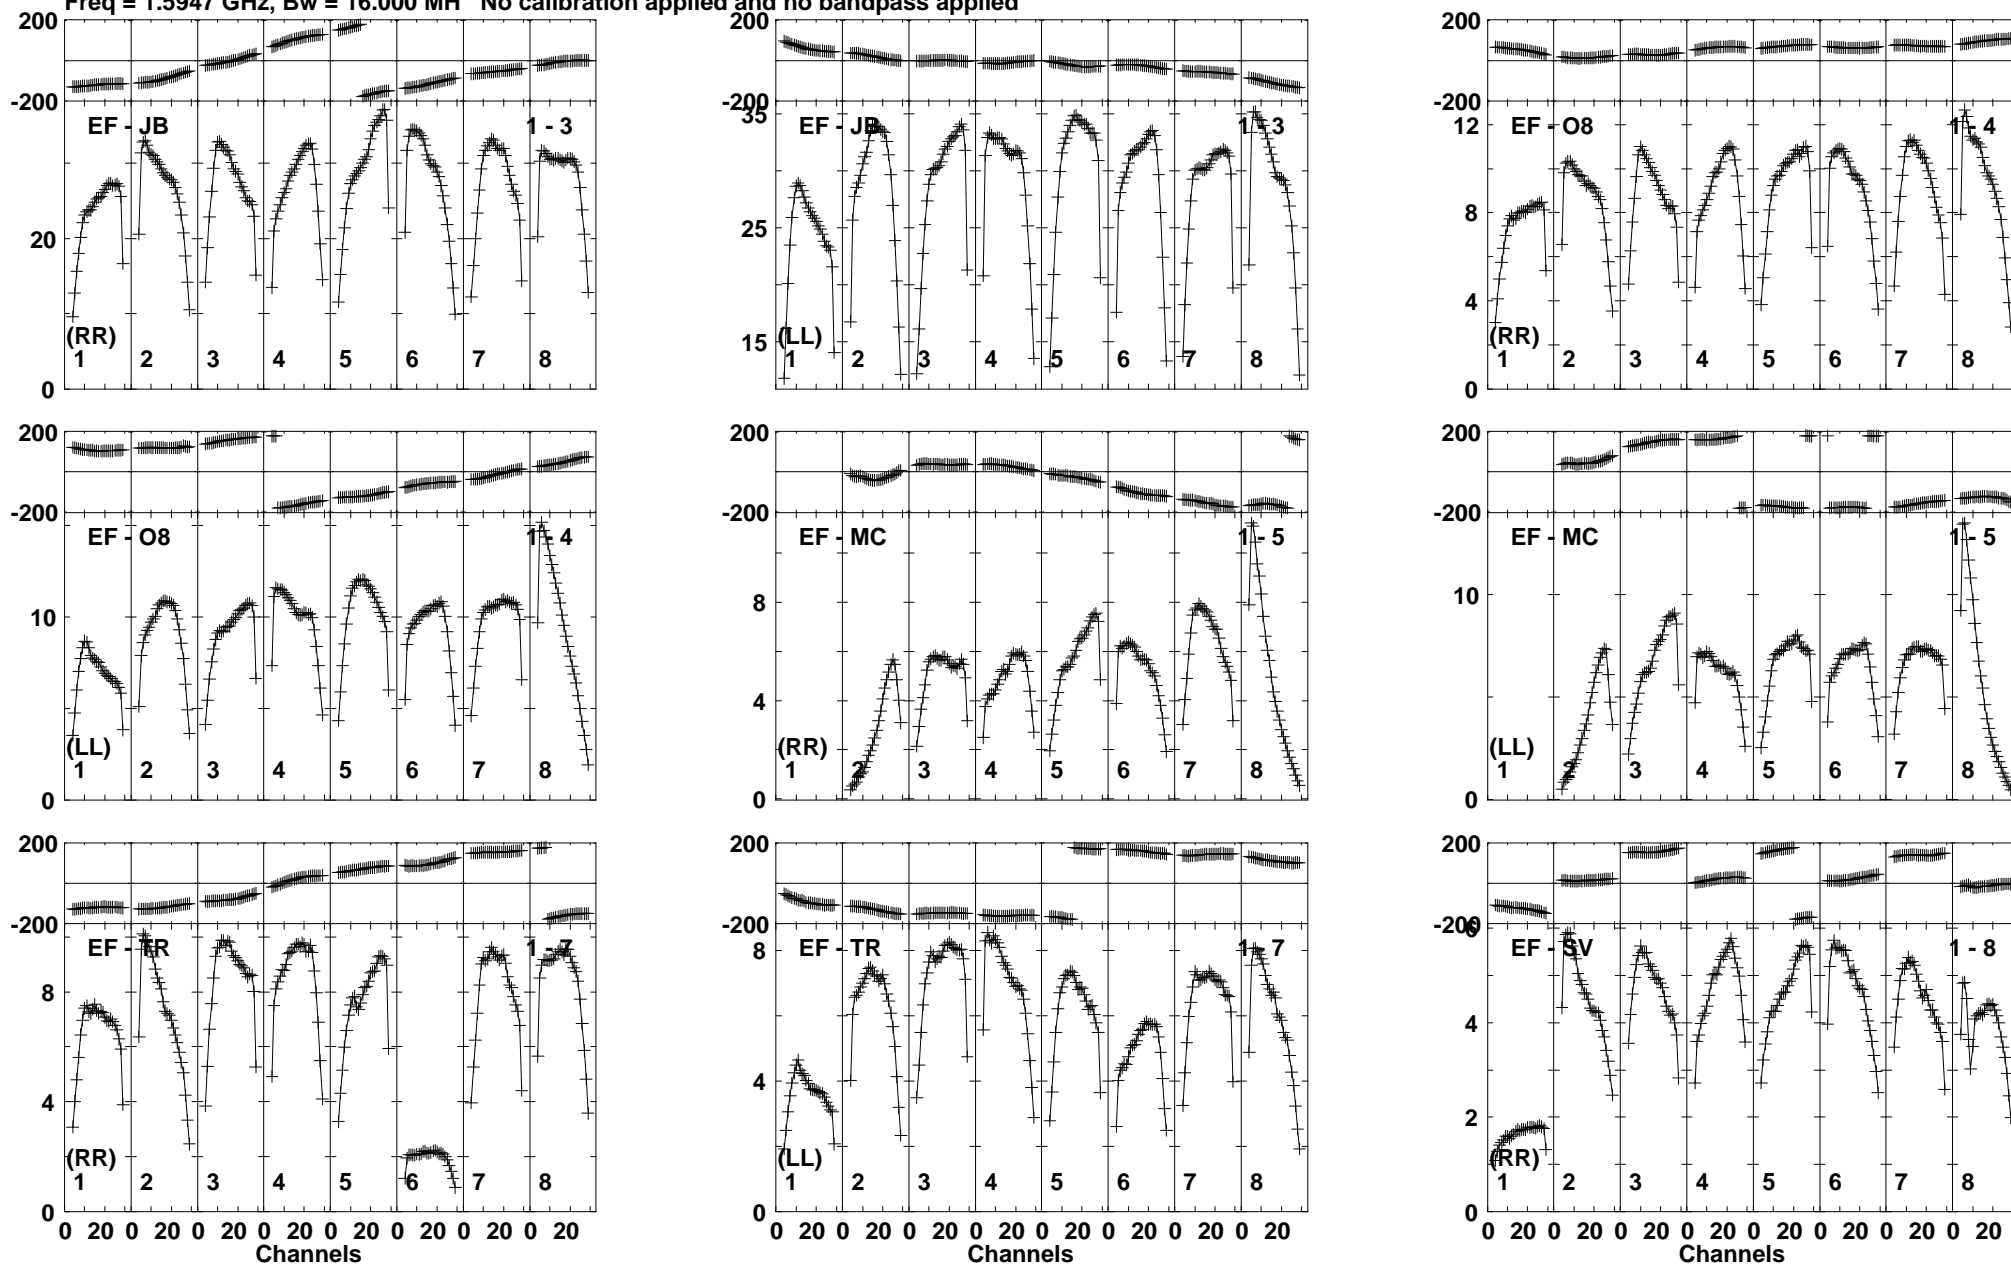 Freq = 1.5947 GHz, Bw = 16.000 MH No calibration applied and no bandpass applied
200 200 200
-200 -200 -200
EF - JB 1 - 3 35 EF - JB 1 - 3 12 EF - O8 1 - 4
20 25 8
15 4
(RR) (LL) (RR)
1 2 3 4 5 6 7 8 1 2 3 4 5 6 7 8 1 2 3 4 5 6 7 8
0 0
200 200 200
-200 -200 -200
EF - O8 1 - 4 EF - MC 1 - 5 EF - MC 1 - 5
10 8 10
4
(LL) (RR) (LL)
1 2 3 4 5 6 7 8 1 2 3 4 5 6 7 8 1 2 3 4 5 6 7 8
0 0 0
200 200 200
-200 -200 -200
6
EF - TR 1 - 7 8 EF - TR 1 - 7 EF - SV 1 - 8
8 4
4 4 2
(RR) (LL) (RR)
1 2 3 4 5 6 7 8 1 2 3 4 5 6 7 8 1 2 3 4 5 6 7 8
0 0 0
0 20 0 20 0 20 0 20 0 20 0 20 0 20 0 20 0 20 0 20 0 20 0 20 0 20 0 20 0 20 0 20 0 20 0 20 0 20 0 20 0 20 0 20 0 20 0 20
Channels Channels Channels